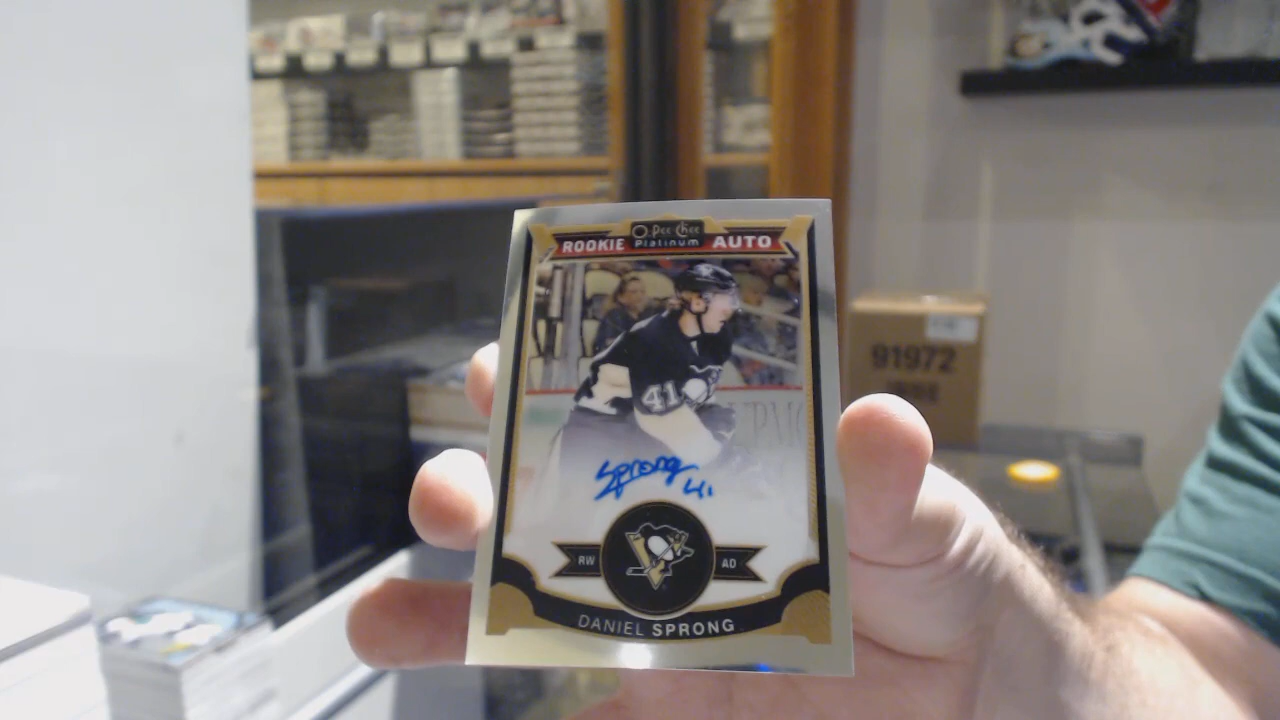 O-Pee-Chee
ROOKIE Platinum AUTO
41
Sprong 41
RW AD
DANIEL SPRONG
91972